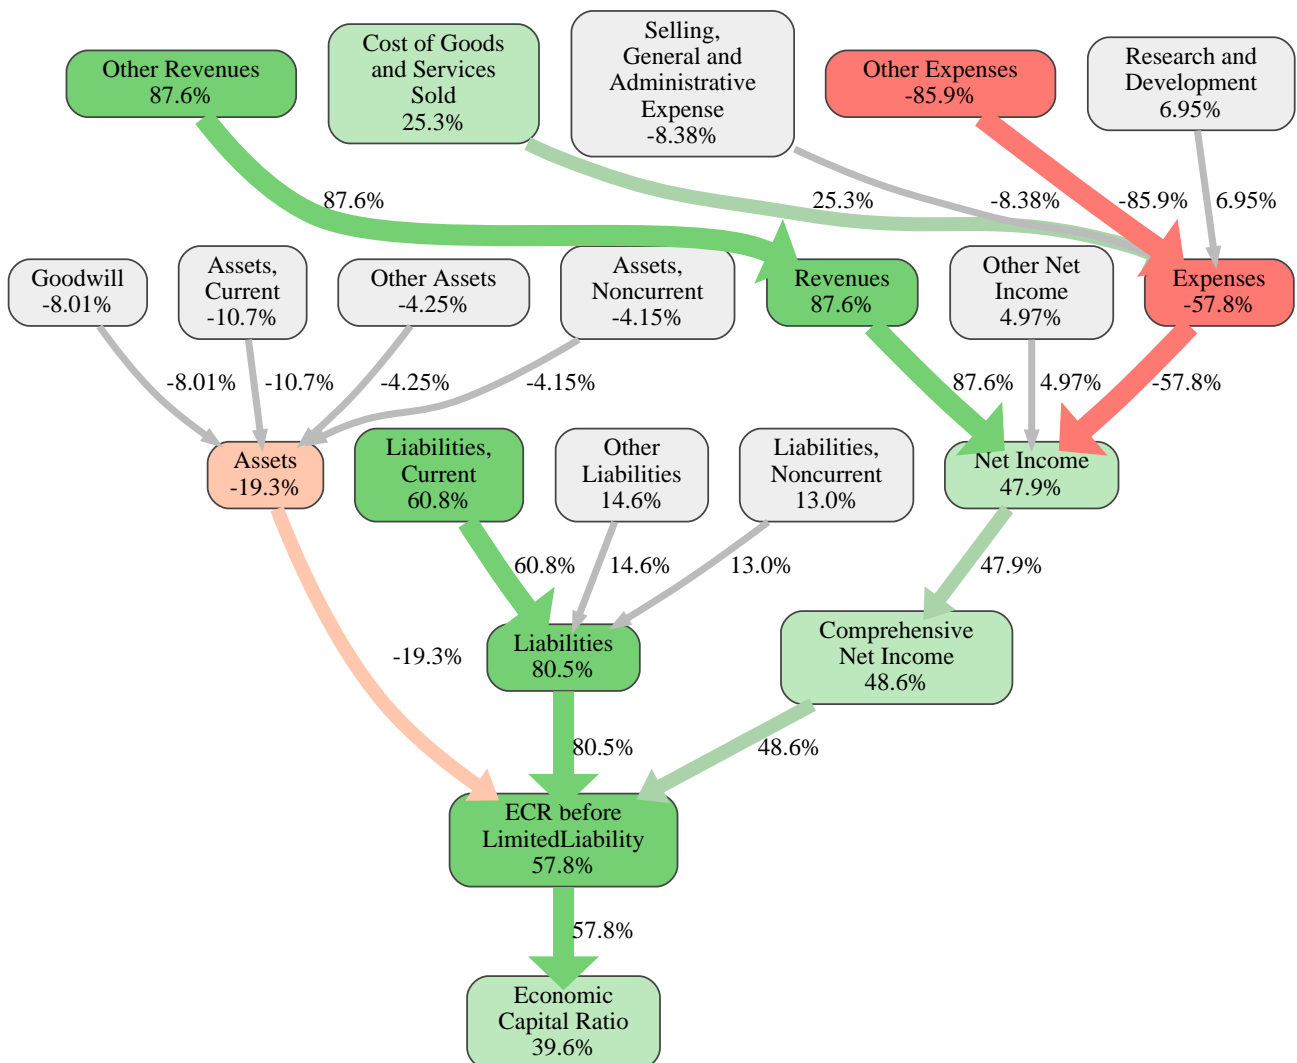 Other Revenues
87.6%
Cost of Goods
and Services
Sold
25.3%
Selling,
General and
Administrative
Expense
-8.38%
Other Expenses
-85.9%
Research and
Development
6.95%
87.6%
25.3%
-8.38%
-85.9%
6.95%
Goodwill
-8.01%
Assets,
Current
-10.7%
Other Assets
-4.25%
Assets,
Noncurrent
-4.15%
Revenues
87.6%
Other Net
Income
4.97%
Expenses
-57.8%
-8.01%
-10.7%
-4.25%
-4.15%
87.6%
4.97%
-57.8%
Assets
-19.3%
Liabilities,
Current
60.8%
Other
Liabilities
14.6%
Liabilities,
Noncurrent
13.0%
Net Income
47.9%
60.8%
14.6%
13.0%
47.9%
-19.3%
Liabilities
80.5%
Comprehensive
Net Income
48.6%
80.5%
48.6%
ECR before
LimitedLiability
57.8%
57.8%
Economic
Capital Ratio
39.6%